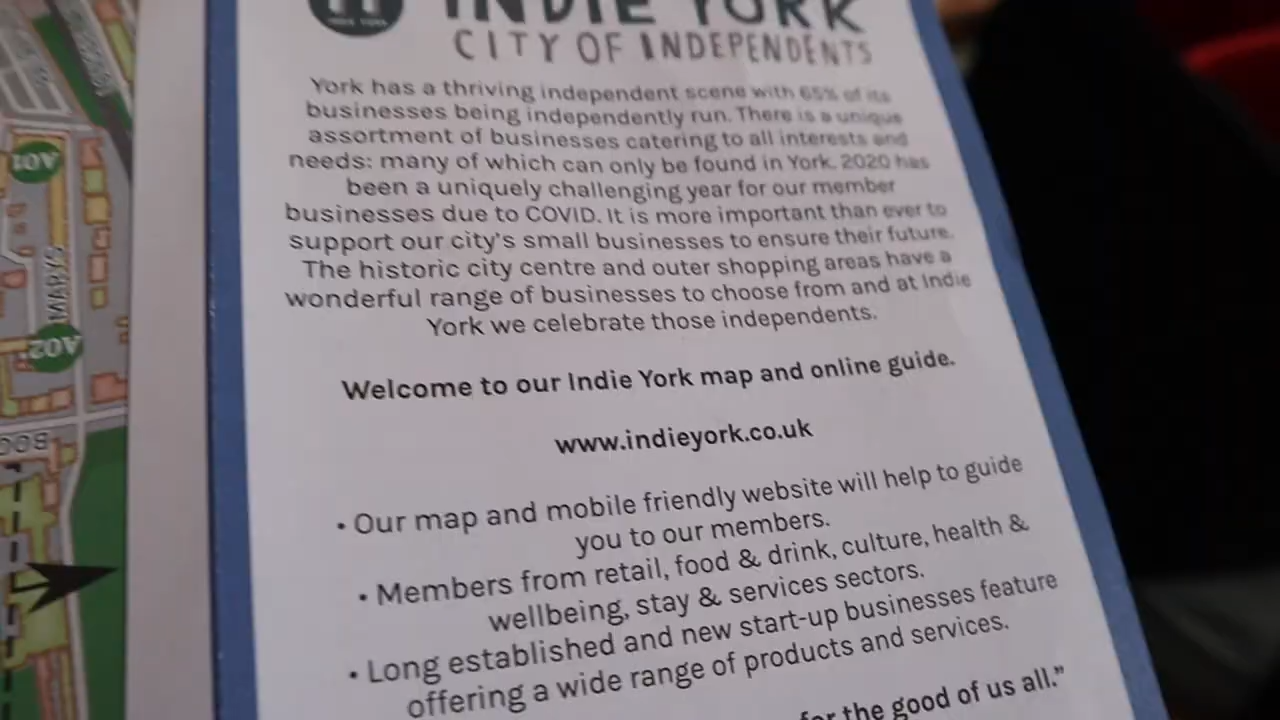 INDIE YORK
CITY OF INDEPENDENTS
York has a thriving independent scene with 65% of its
businesses being independently run. There is a unique
assortment of businesses catering to all interests and
needs: many of which can only be found in York. 2020 has
been a uniquely challenging year for our member
businesses due to COVID. It is more important than ever to
support our city's small businesses to ensure their future.
The historic city centre and outer shopping areas have a
wonderful range of businesses to choose from and at Indie
York we celebrate those independents.
Welcome to our Indie York map and online guide.
www.indieyork.co.uk
• Our map and mobile friendly website will help to guide
you to our members.
• Members from retail, food & drink, culture, health &
wellbeing, stay & services sectors.
• Long established and new start-up businesses feature
offering a wide range of products and services.
for the good of us all."
A01
MARY'S
A02